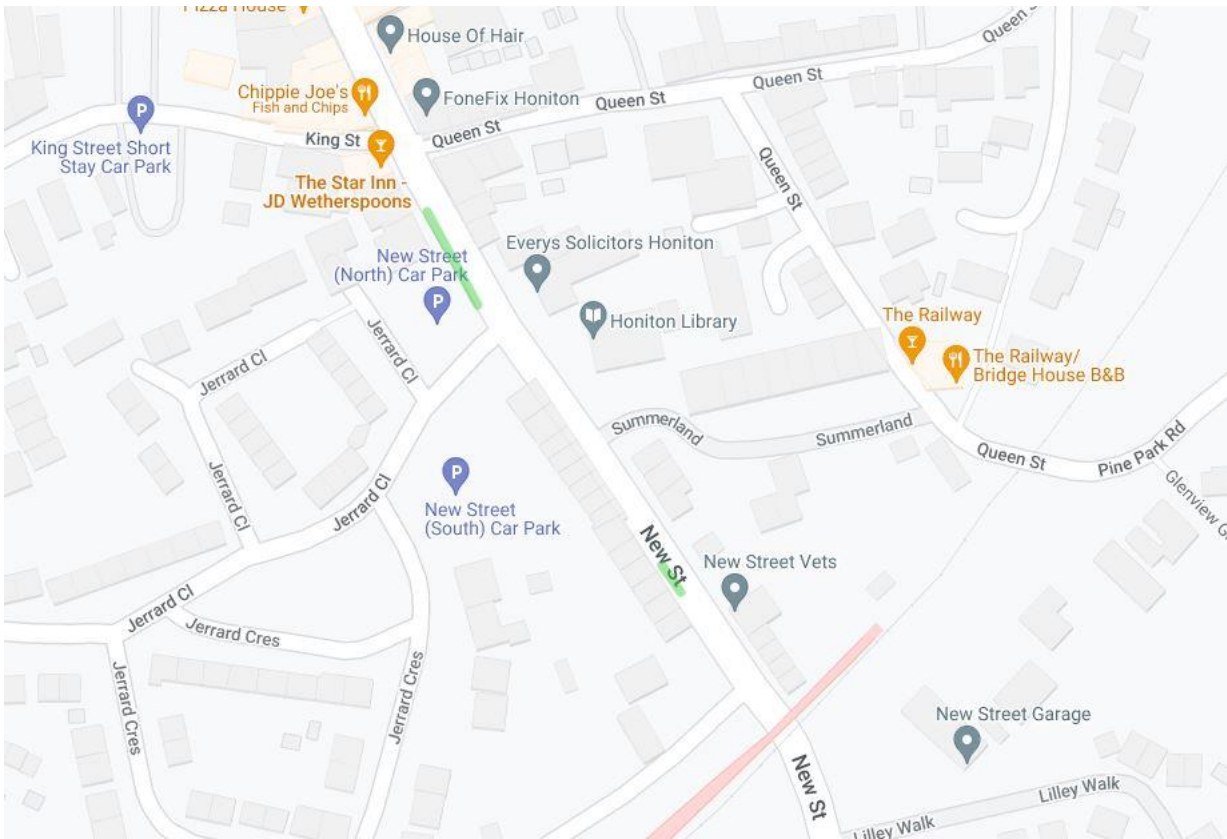 Pizza House
House Of Hair
Queen St
Chippie Joe's
Fish and Chips
FoneFix Honiton
Queen St
Queen St
King St
Queen St
King Street Short
Stay Car Park
The Star Inn -
JD Wetherspoons
Queen St
New Street
(North) Car Park
Everys Solicitors Honiton
Honiton Library
The Railway
The Railway/
Bridge House B&B
Jerrard Cl
Jerrard Cl
Summerland
Summerland
Queen St
Pine Park Rd
Jerrard Cl
Jerrard Cl
New Street
(South) Car Park
New St
New Street Vets
Jerrard Cl
Jerrard Cres
Jerrard Cres
Jerrard Cres
New Street Garage
New St
Lilley Walk
Lilley Walk
P
P
P